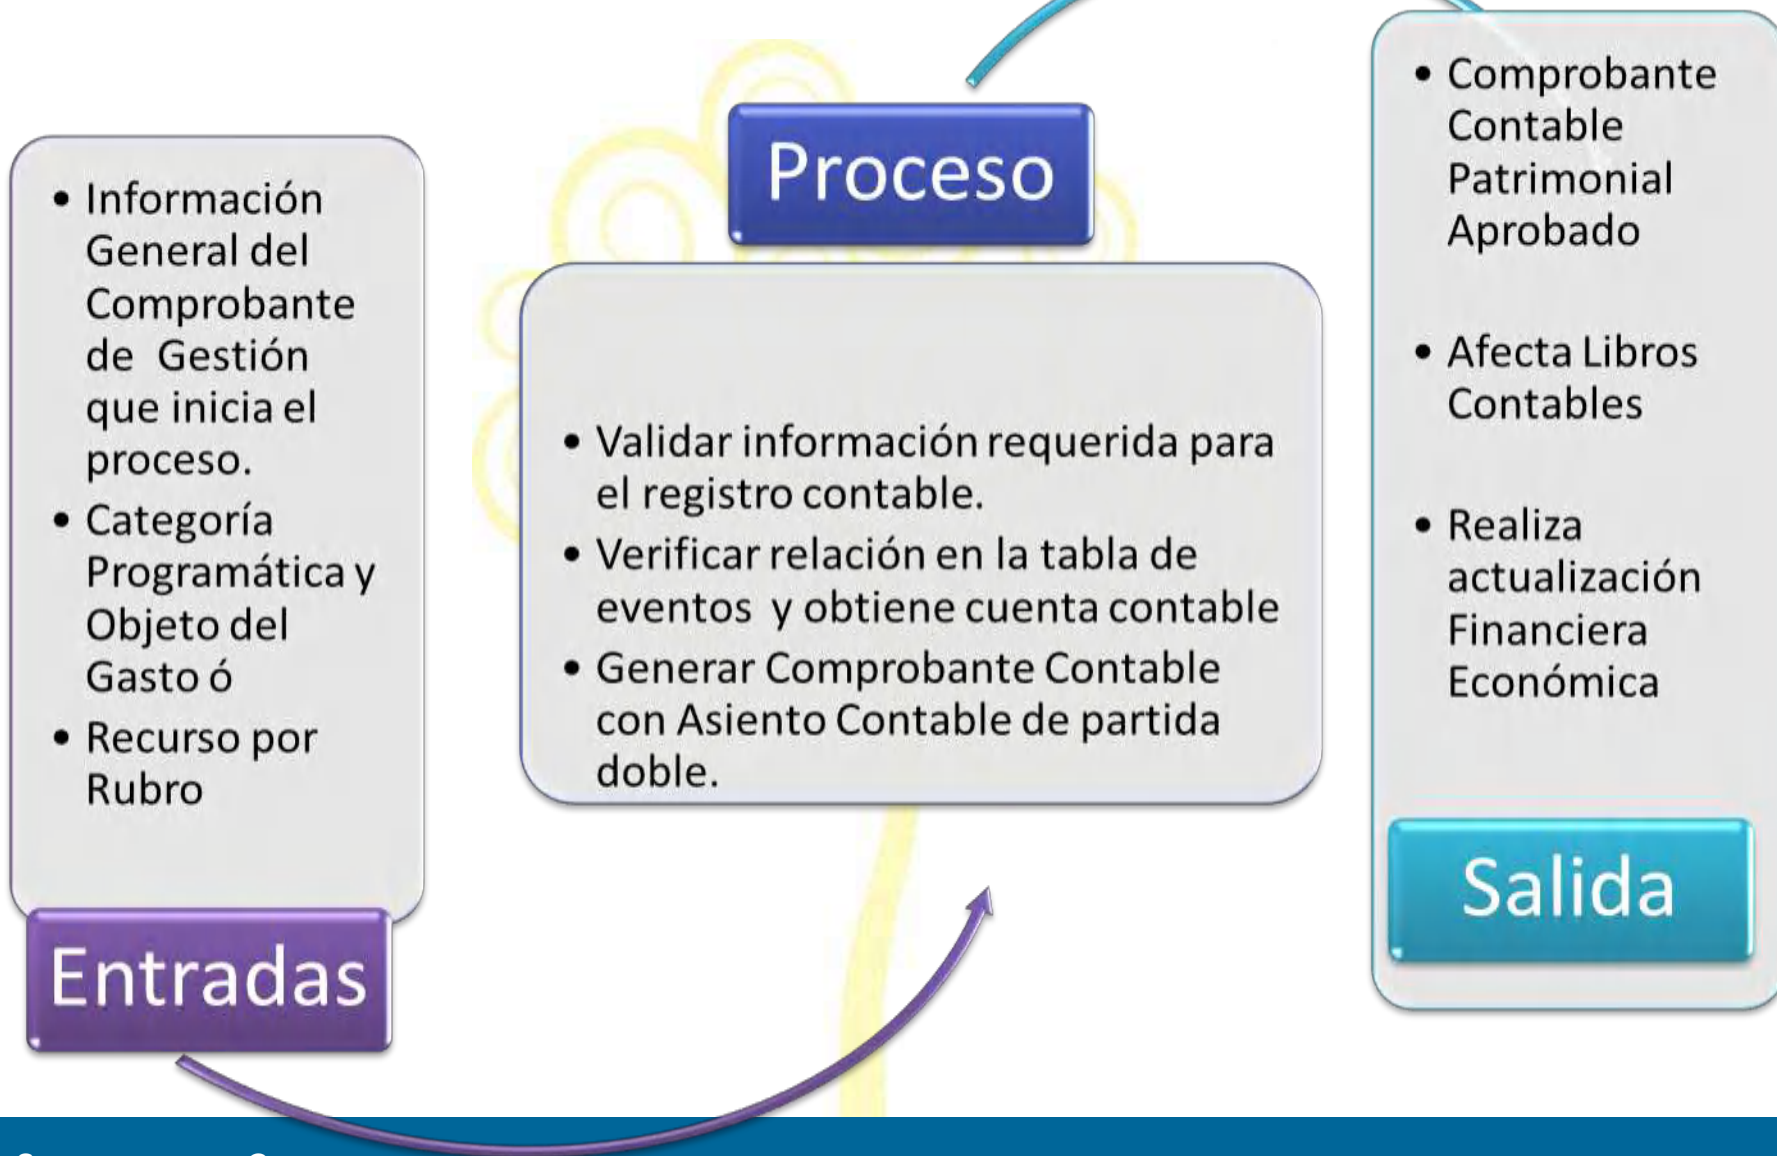 • Información
General del
Comprobante
de Gestión
que inicia el
proceso.
• Categoría
Programática y
Objeto del
Gasto ó
• Recurso por
Rubro
Entradas
Proceso
• Validar información requerida para
el registro contable.
• Verificar relación en la tabla de
eventos y obtiene cuenta contable
• Generar Comprobante Contable
con Asiento Contable de partida
doble.
• Comprobante
Contable
Patrimonial
Aprobado
• Afecta Libros
Contables
• Realiza
actualización
Financiera
Económica
Salida